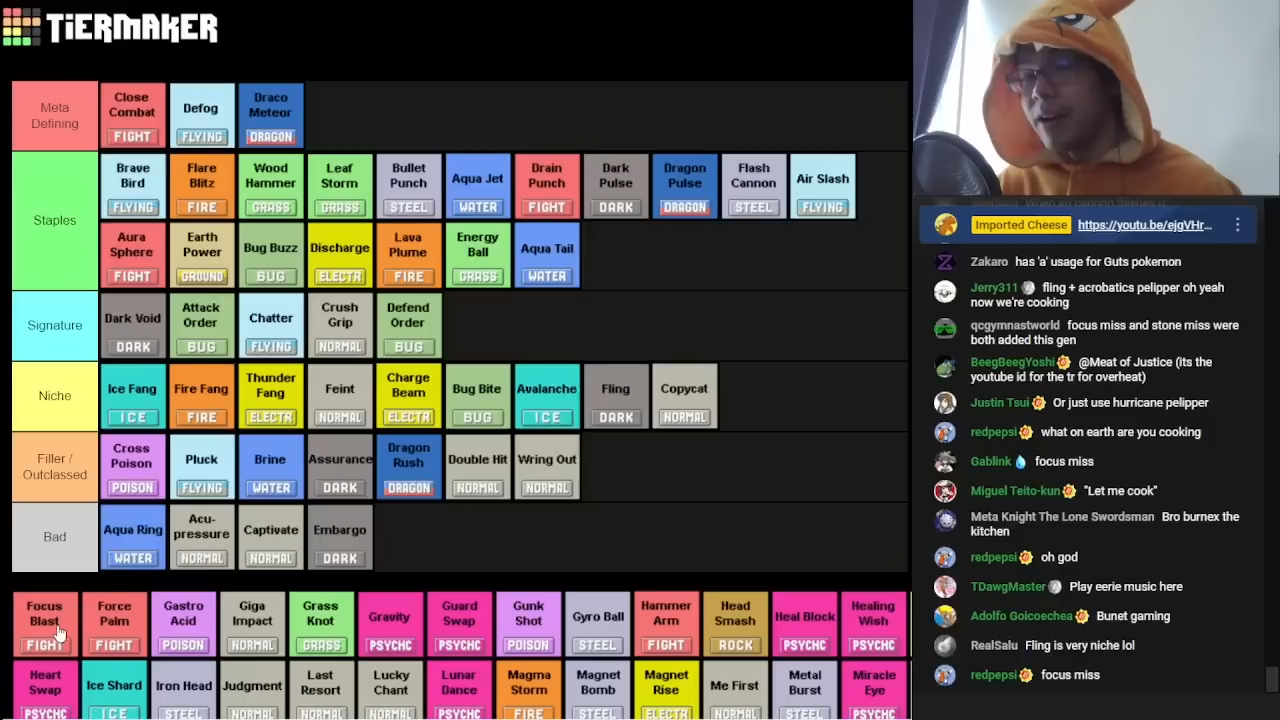 TiERMAKER
Meta
Defining
Close
Combat
FIGHT
Defog
FLYING
Draco
Meteor
DRAGON
Staples
Brave
Bird
FLYING
Flare
Blitz
FIRE
Wood
Hammer
GRASS
Leaf
Storm
GRASS
Bullet
Punch
STEEL
Aqua Jet
WATER
Drain
Punch
FIGHT
Dark
Pulse
DARK
Dragon
Pulse
DRAGON
Flash
Cannon
STEEL
Air Slash
FLYING
Aura
Sphere
FIGHT
Earth
Power
GROUND
Bug Buzz
BUG
Discharge
ELECTR
Lava
Plume
FIRE
Energy
Ball
GRASS
Aqua Tail
WATER
Signature
Dark Void
DARK
Attack
Order
BUG
Chatter
FLYING
Crush
Grip
NORMAL
Defend
Order
BUG
Niche
Ice Fang
ICE
Fire Fang
FIRE
Thunder
Fang
ELECTR
Feint
NORMAL
Charge
Beam
ELECTR
Bug Bite
BUG
Avalanche
ICE
Fling
DARK
Copycat
NORMAL
Filler /
Outclassed
Cross
Poison
POISON
Pluck
FLYING
Brine
WATER
Assurance
DARK
Dragon
Rush
DRAGON
Double Hit
NORMAL
Wring Out
NORMAL
Bad
Aqua Ring
WATER
Acu-
pressure
NORMAL
Captivate
NORMAL
Embargo
DARK
Focus
Blast
FIGHT
Force
Palm
FIGHT
Gastro
Acid
POISON
Giga
Impact
NORMAL
Grass
Knot
GRASS
Gravity
PSYCHC
Guard
Swap
PSYCHC
Gunk
Shot
POISON
Gyro Ball
STEEL
Hammer
Arm
FIGHT
Head
Smash
ROCK
Heal Block
PSYCHC
Healing
Wish
PSYCHC
Heart
Swap
PSYCHC
Ice Shard
ICE
Iron Head
STEEL
Judgment
NORMAL
Last
Resort
NORMAL
Lucky
Chant
NORMAL
Lunar
Dance
PSYCHC
Magma
Storm
FIRE
Magnet
Bomb
STEEL
Magnet
Rise
ELECTR
Me First
NORMAL
Metal
Burst
STEEL
Miracle
Eye
PSYCHC
Imported Cheese https://youtu.be/ejgVHr...
Zakaro has 'a' usage for Guts pokemon
Jerry311 fling + acrobatics pelipper oh yeah
now we're cooking
qcgymnastworld focus miss and stone miss were
both added this gen
BeegBeegYoshi @Meat of Justice (its the
youtube id for the tr for overheat)
Justin Tsui Or just use hurricane pelipper
redpepsi what on earth are you cooking
Gablink focus miss
Miguel Teito-kun "Let me cook"
Meta Knight The Lone Swordsman Bro burnex the
kitchen
redpepsi oh god
TDawgMaster Play eerie music here
Adolfo Goicoechea Bunet gaming
RealSalu Fling is very niche lol
redpepsi focus miss